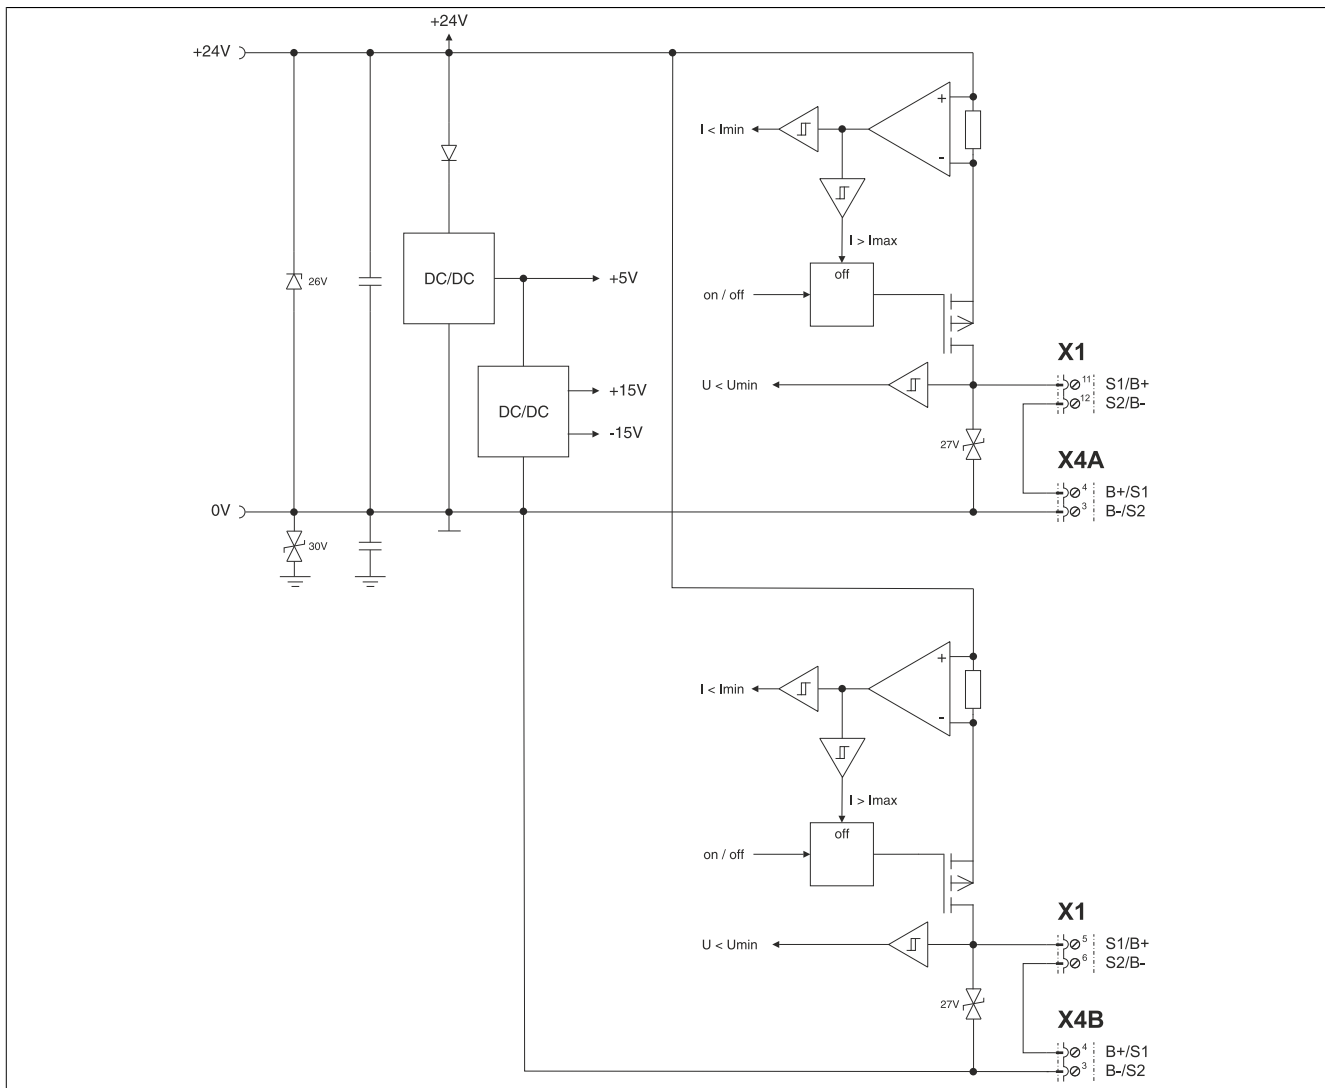 +24V
+24V
I < Imin
+
-
I > Imax
26V
DC/DC
+5V
off
on / off
X1
U < Umin
11
S1/B+
12
S2/B-
DC/DC
+15V
-15V
27V
X4A
4
B+/S1
0V
3
B-/S2
30V
I < Imin
+
-
I > Imax
off
on / off
X1
U < Umin
5
S1/B+
6
S2/B-
27V
X4B
4
B+/S1
3
B-/S2